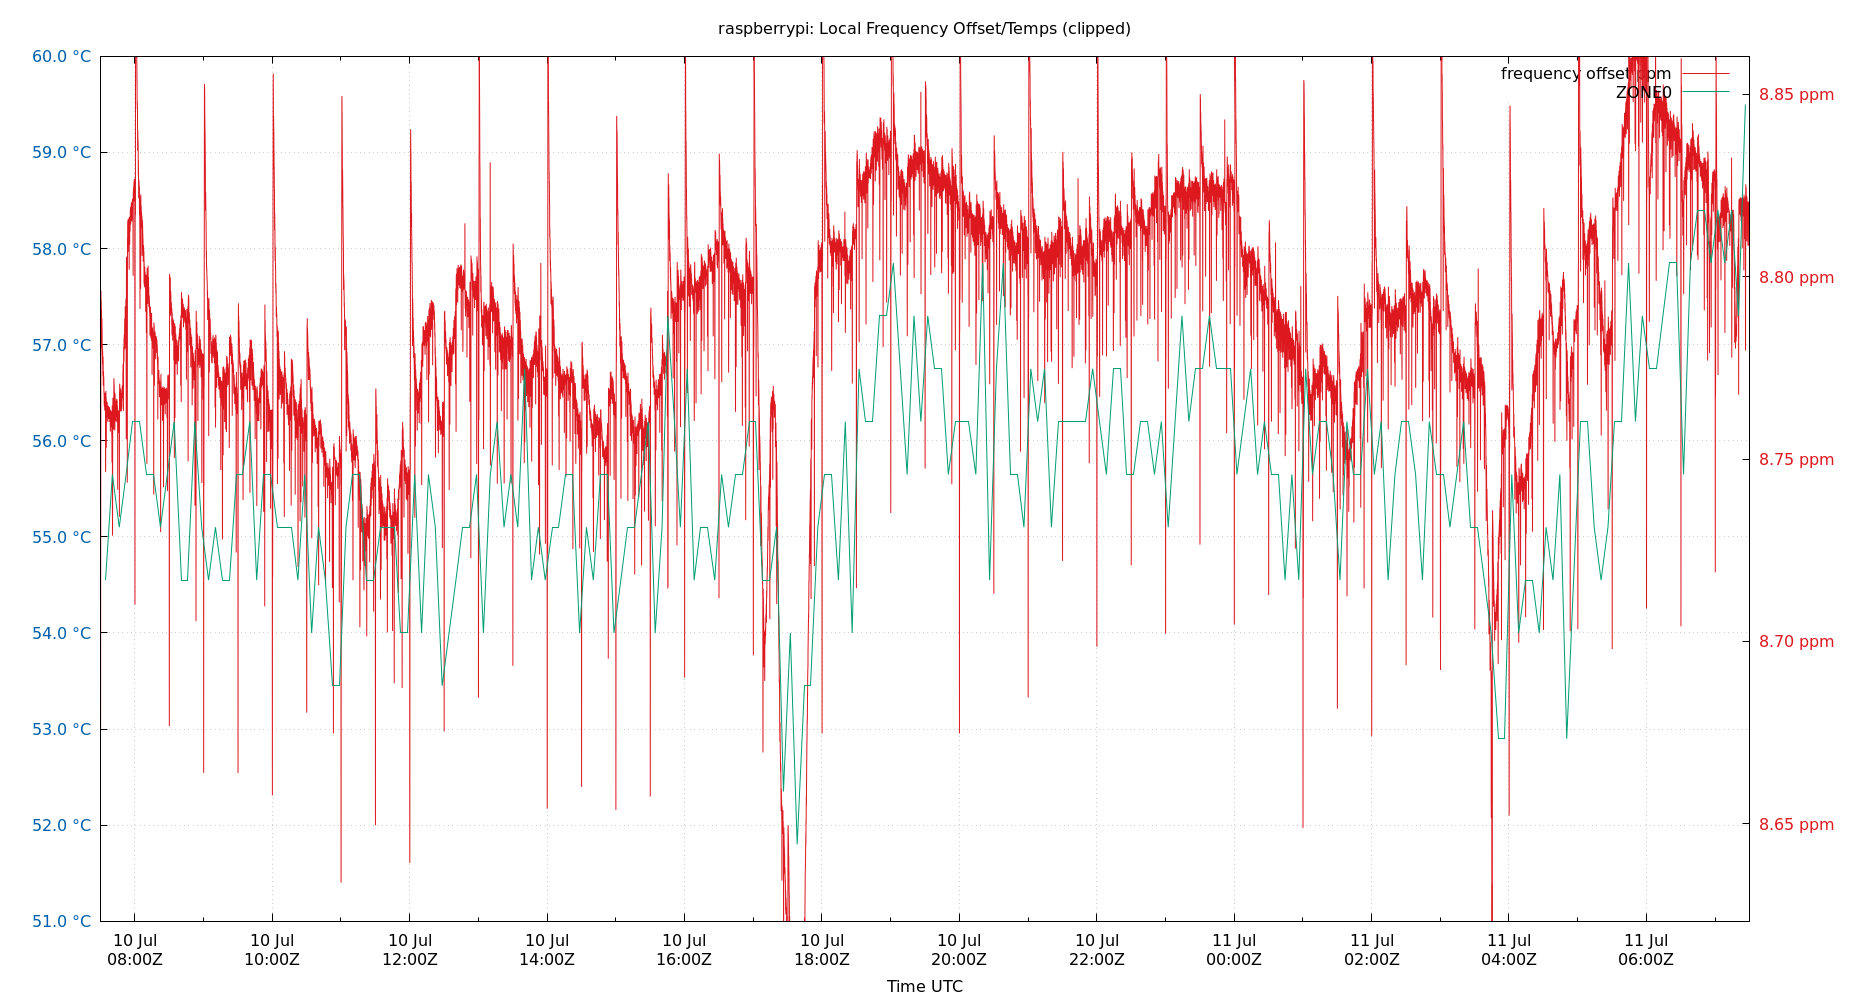 raspberrypi: Local Frequency Offset/Temps (clipped)
60.0 °C
59.0 °C
58.0 °C
57.0 °C
56.0 °C
55.0 °C
54.0 °C
53.0 °C
52.0 °C
51.0 °C
frequency offset ppm
ZONE0
8.85 ppm
8.80 ppm
8.75 ppm
8.70 ppm
8.65 ppm
10 Jul 10 Jul 10 Jul 10 Jul 10 Jul 10 Jul 10 Jul 10 Jul 11 Jul 11 Jul 11 Jul 11 Jul
08:00Z 10:00Z 12:00Z 14:00Z 16:00Z 18:00Z 20:00Z 22:00Z 00:00Z 02:00Z 04:00Z 06:00Z
Time UTC